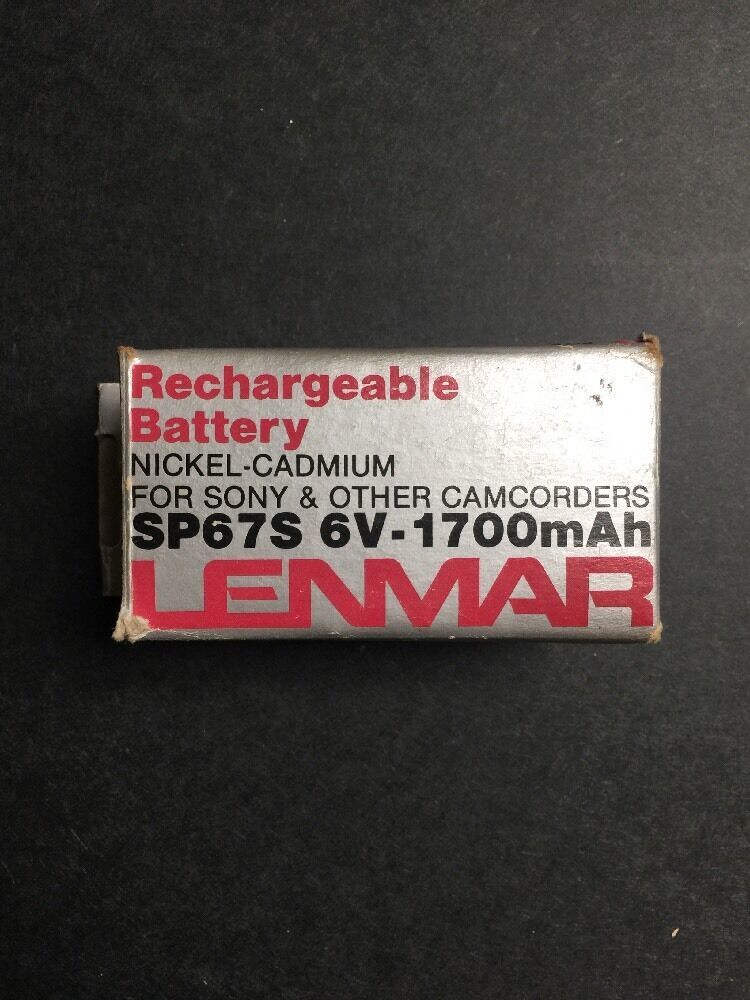 Rechargeable
Battery
NICKEL-CADMIUM
FOR SONY & OTHER CAMCORDERS
SP67S 6V-1700mAh
LENMAR